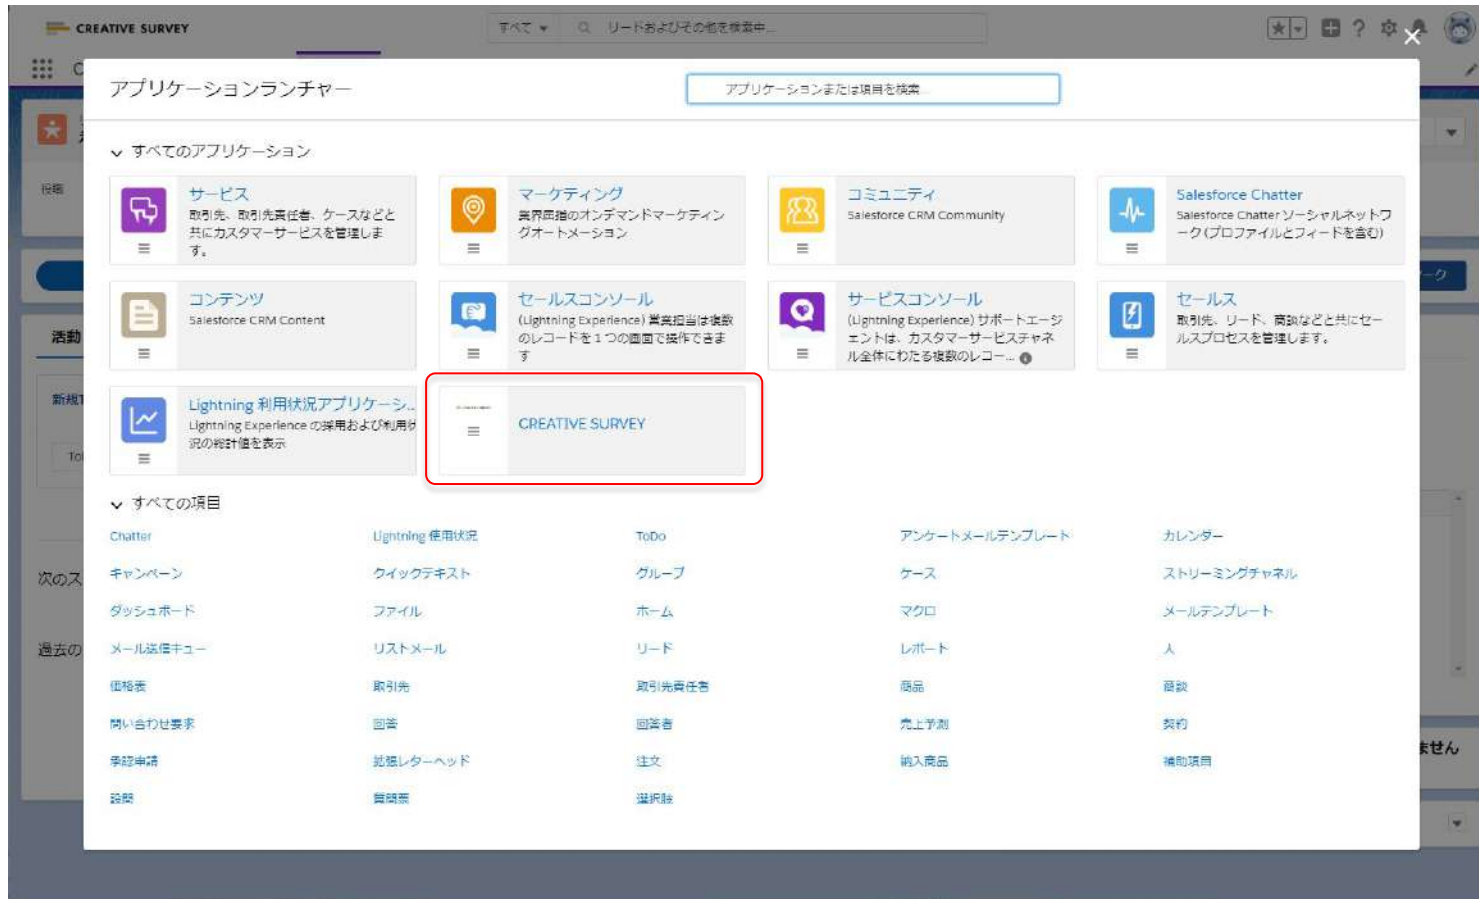 CREATIVE SURVEY
すべて
リードおよびその他を検索中...
アプリケーションランチャー
アプリケーションまたは項目を検索...
すべてのアプリケーション
サービス
取引先、取引先責任者、ケースなどと
共にカスタマーサービスを管理しま
す。
マーケティング
業界屈指のオンデマンドマーケティン
グオートメーション
コミュニティ
Salesforce CRM Community
Salesforce Chatter
Salesforce Chatter ソーシャルネットワ
ーク (プロファイルとフィードを含む)
コンテンツ
Salesforce CRM Content
セールスコンソール
(Lightning Experience) 営業担当は複数
のレコードを 1 つの画面で操作できま
す
サービスコンソール
(Lightning Experience) サポートエージ
ェントは、カスタマーサービスチャネ
ル全体にわたる複数のレコー...
セールス
取引先、リード、商談などと共にセー
ルスプロセスを管理します。
Lightning 利用状況アプリケーシ...
Lightning Experience の採用および利用状
況の総計値を表示
CREATIVE SURVEY
すべての項目
Chatter
Lightning 使用状況
ToDo
アンケートメールテンプレート
カレンダー
キャンペーン
クイックテキスト
グループ
ケース
ストリーミングチャネル
ダッシュボード
ファイル
ホーム
マクロ
メールテンプレート
メール送信キュー
リストメール
リード
レポート
人
価格表
取引先
取引先責任者
商品
商談
問い合わせ要求
回答
回答者
売上予測
契約
承認申請
拡張レターヘッド
注文
納入商品
補助項目
設問
質問票
選択肢
役職
活動
新規T
ToD
次のス
過去の
ーク
ません